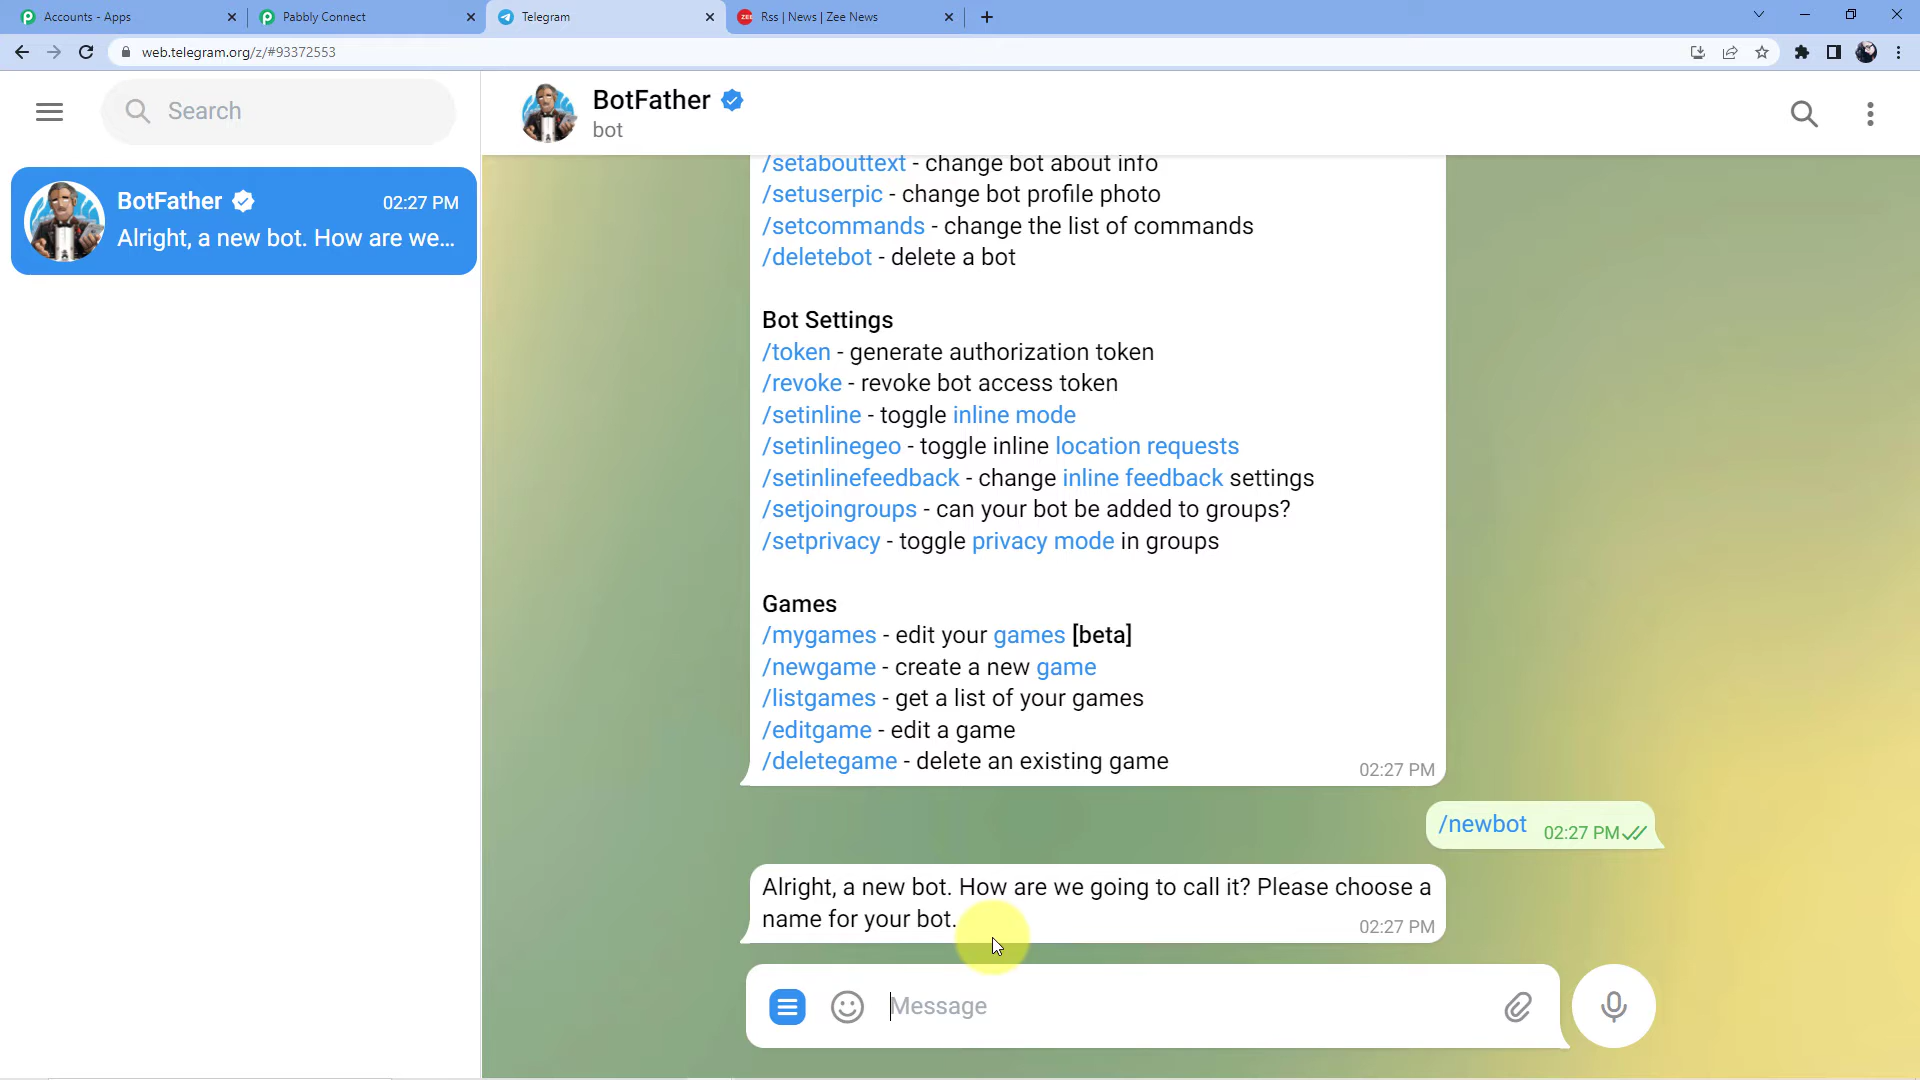 Accounts - Apps
Pabbly Connect
Telegram
Rss | News | Zee News
web.telegram.org/z/#93372553
Search
BotFather
02:27 PM
Alright, a new bot. How are we...
BotFather
bot
/setabouttext - change bot about info
/setuserpic - change bot profile photo
/setcommands - change the list of commands
/deletebot - delete a bot
Bot Settings
/token - generate authorization token
/revoke - revoke bot access token
/setinline - toggle inline mode
/setinlinegeo - toggle inline location requests
/setinlinefeedback - change inline feedback settings
/setjoingroups - can your bot be added to groups?
/setprivacy - toggle privacy mode in groups
Games
/mygames - edit your games [beta]
/newgame - create a new game
/listgames - get a list of your games
/editgame - edit a game
/deletegame - delete an existing game
02:27 PM
/newbot 02:27 PM
Alright, a new bot. How are we going to call it? Please choose a
name for your bot.
02:27 PM
Message